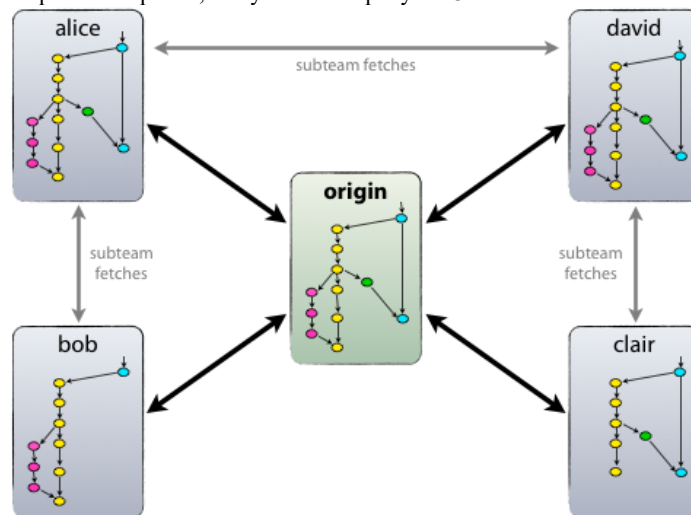 alice
david
subteam fetches
origin
subteam
fetches
subteam
fetches
bob
clair